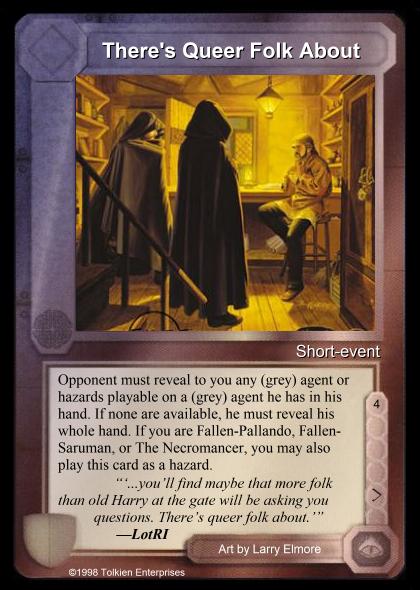 There's Queer Folk About
Short-event
Opponent must reveal to you any (grey) agent or
hazards playable on a (grey) agent he has in his
hand. If none are available, he must reveal his
whole hand. If you are Fallen-Pallando, Fallen-
Saruman, or The Necromancer, you may also
play this card as a hazard.
“‘...you’ll find maybe that more folk
than old Harry at the gate will be asking you
questions. There’s queer folk about.’”
—LotRI
4
Art by Larry Elmore
©1998 Tolkien Enterprises